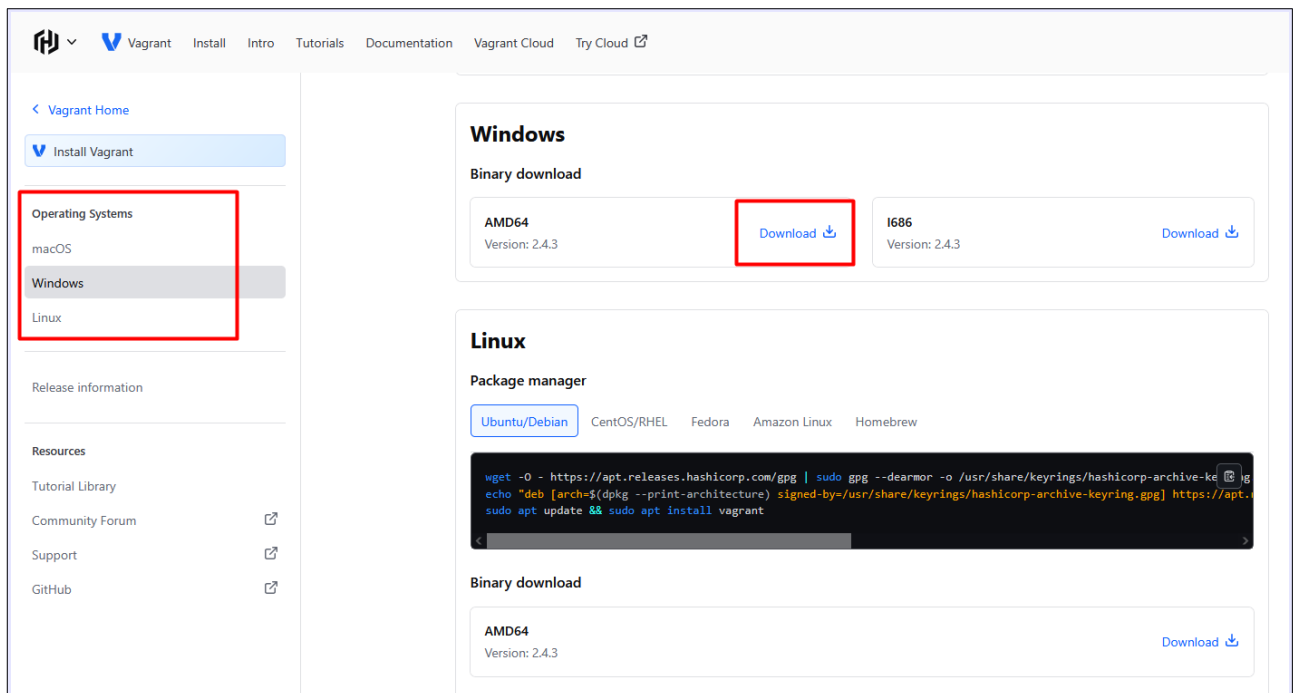 Vagrant Install Intro Tutorials Documentation Vagrant Cloud Try Cloud
Vagrant Home
Install Vagrant
Operating Systems
macOS
Windows
Linux
Release information
Resources
Tutorial Library
Community Forum
Support
GitHub
Windows
Binary download
AMD64
Version: 2.4.3
Download
I686
Version: 2.4.3
Download
Linux
Package manager
Ubuntu/Debian CentOS/RHEL Fedora Amazon Linux Homebrew
wget -O - https://apt.releases.hashicorp.com/gpg | sudo gpg --dearmor -o /usr/share/keyrings/hashicorp-archive-ke
echo "deb [arch=$(dpkg --print-architecture) signed-by=/usr/share/keyrings/hashicorp-archive-keyring.gpg] https://apt.
sudo apt update && sudo apt install vagrant
Binary download
AMD64
Version: 2.4.3
Download